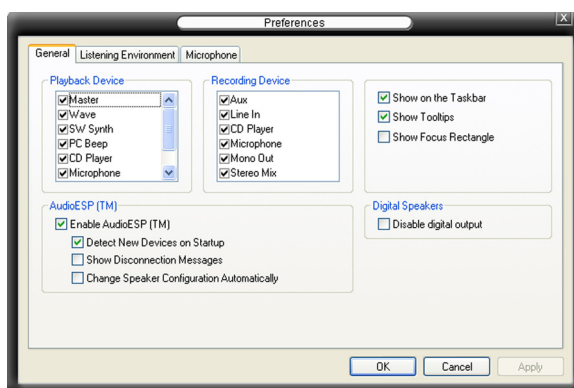 Preferences
X
General
Listening Environment
Microphone
Playback Device
Master
Wave
SW Synth
PC Beep
CD Player
Microphone
Recording Device
Aux
Line In
CD Player
Microphone
Mono Out
Stereo Mix
Show on the Taskbar
Show Tooltips
Show Focus Rectangle
AudioESP (TM)
Enable AudioESP (TM)
Detect New Devices on Startup
Show Disconnection Messages
Change Speaker Configuration Automatically
Digital Speakers
Disable digital output
OK
Cancel
Apply